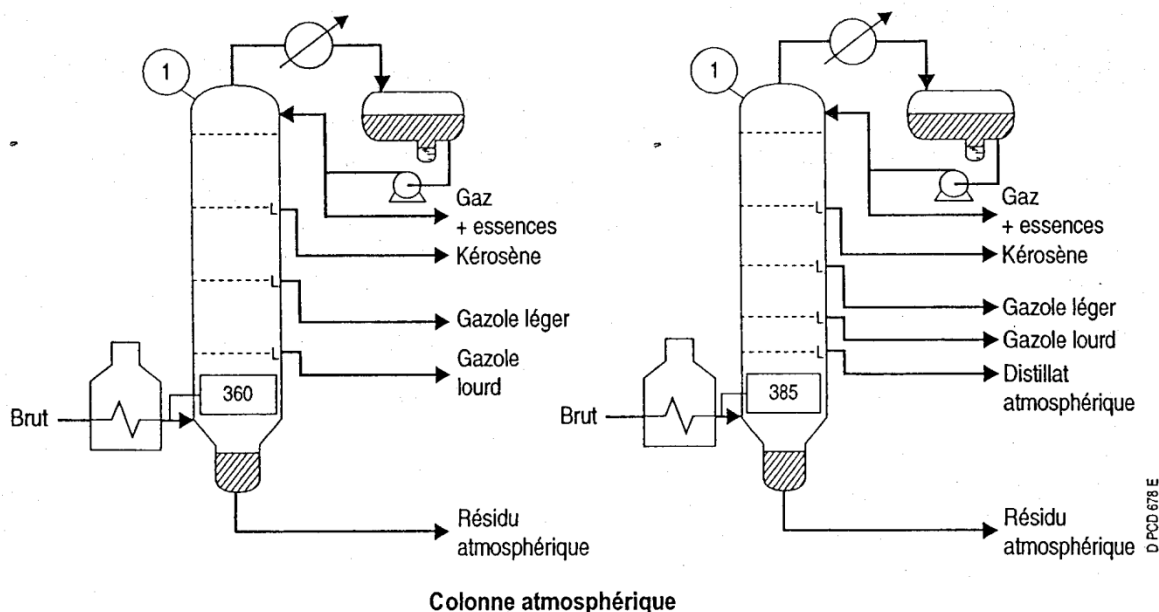 1
Gaz
+ essences
Kérosène
Gazole léger
Gazole
lourd
360
Brut
Résidu
atmosphérique
1
Gaz
+ essences
Kérosène
Gazole léger
Gazole lourd
Distillat
atmosphérique
385
Brut
Résidu
atmosphérique
D PCD 678 E
Colonne atmosphérique